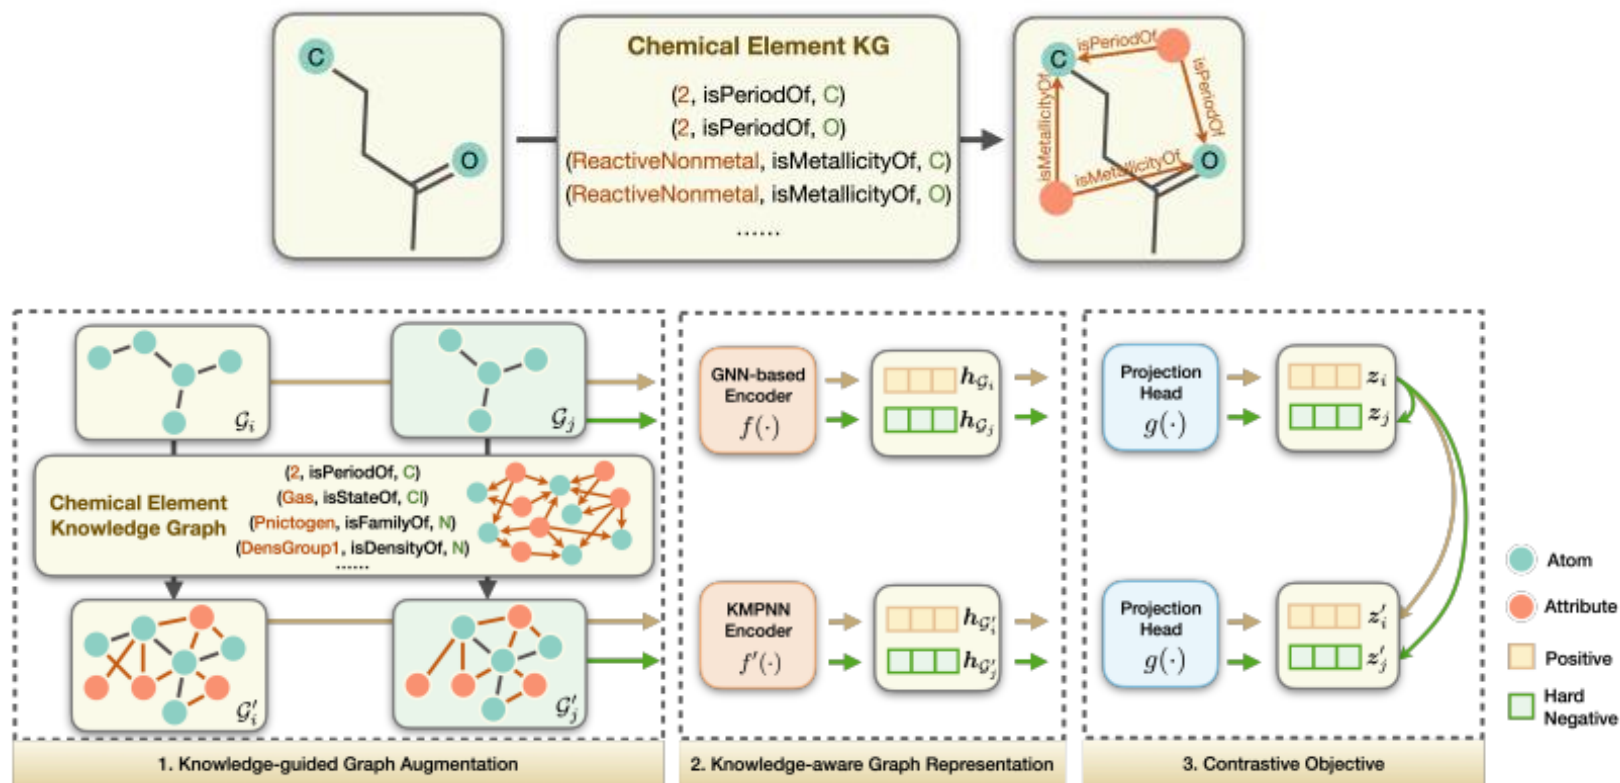 C
O
Chemical Element KG
(2, isPeriodOf, C)
(2, isPeriodOf, O)
(ReactiveNonmetal, isMetallicityOf, C)
(ReactiveNonmetal, isMetallicityOf, O)
......
isPeriodOf
C
isPeriodOf
isMetallicityOf
isMetallicityOf
O
𝒢i
𝒢j
Chemical Element
Knowledge Graph
(2, isPeriodOf, C)
(Gas, isStateOf, Cl)
(Pnictogen, isFamilyOf, N)
(DensGroup1, isDensityOf, N)
......
𝒢′i
𝒢′j
1. Knowledge-guided Graph Augmentation
GNN-based
Encoder
f(·)
h𝒢i
h𝒢j
KMPNN
Encoder
f′(·)
h𝒢′i
h𝒢′j
2. Knowledge-aware Graph Representation
Projection
Head
g(·)
zi
zj
Projection
Head
g(·)
z′i
z′j
3. Contrastive Objective
Atom
Attribute
Positive
Hard
Negative